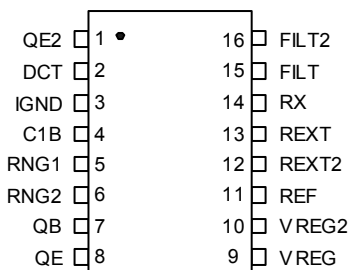 QE2 1 16 FILT2
DCT 2 15 FILT
IGND 3 14 RX
C1B 4 13 REXT
RNG1 5 12 REXT2
RNG2 6 11 REF
QB 7 10 VREG2
QE 8 9 VREG